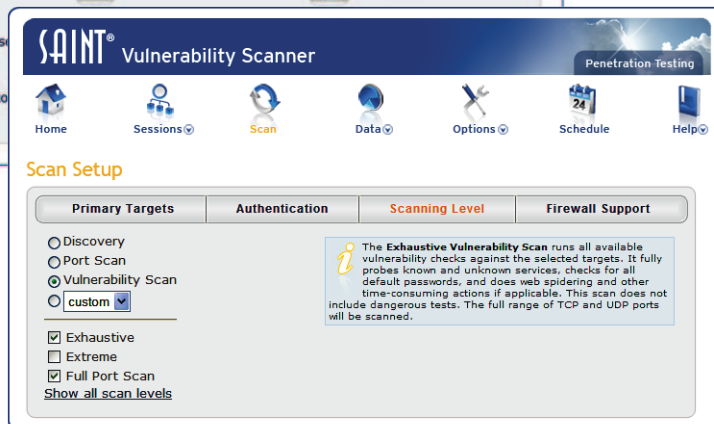 SAINT® Vulnerability Scanner
Penetration Testing
Home Sessions Scan Data Options Schedule Help
24
Scan Setup
Primary Targets Authentication Scanning Level Firewall Support
Discovery
Port Scan
Vulnerability Scan
custom
Exhaustive
Extreme
Full Port Scan
Show all scan levels
The Exhaustive Vulnerability Scan runs all available
vulnerability checks against the selected targets. It fully
probes known and unknown services, checks for all
default passwords, and does web spidering and other
time-consuming actions if applicable. This scan does not
include dangerous tests. The full range of TCP and UDP ports
will be scanned.